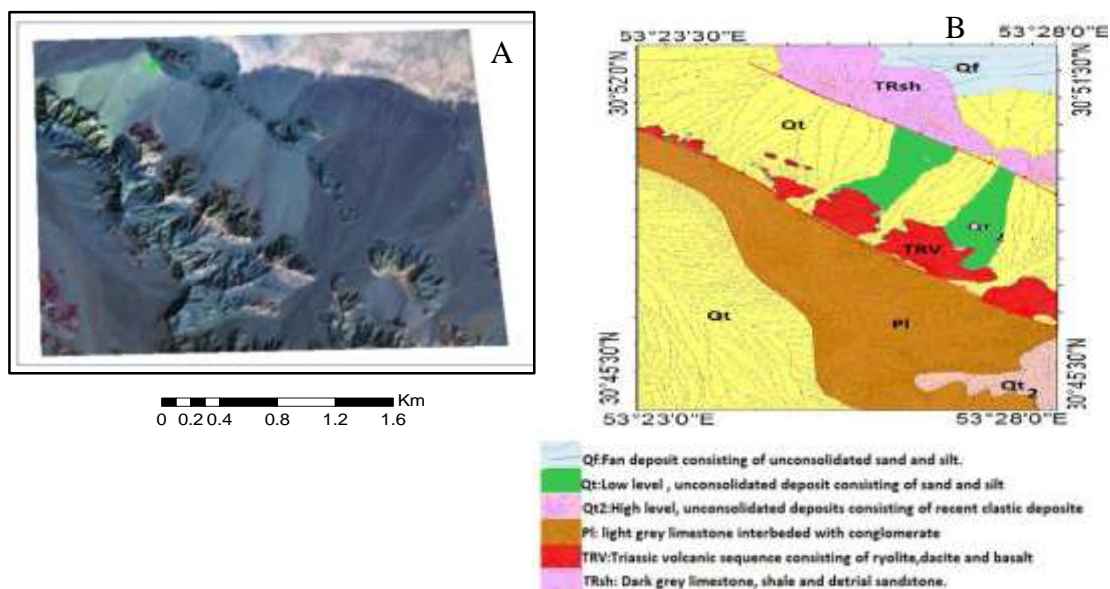 A
B
53°23'30"E
53°28'0"E
30°52'0"N
30°51'30"N
Qf
TRsh
Qt
Qt
TRV
Qt
Pl
Qt2
30°45'30"N
30°45'30"N
53°23'0"E
53°28'0"E
Km
0 0.2 0.4 0.8 1.2 1.6
Qf:Fan deposit consisting of unconsolidated sand and silt.
Qt:Low level , unconsolidated deposit consisting of sand and silt
Qt2:High level, unconsolidated deposits consisting of recent clastic deposite
Pl: light grey limestone interbeded with conglomerate
TRV:Triassic volcanic sequence consisting of ryolite,dacite and basalt
TRsh: Dark grey limestone, shale and detrial sandstone.